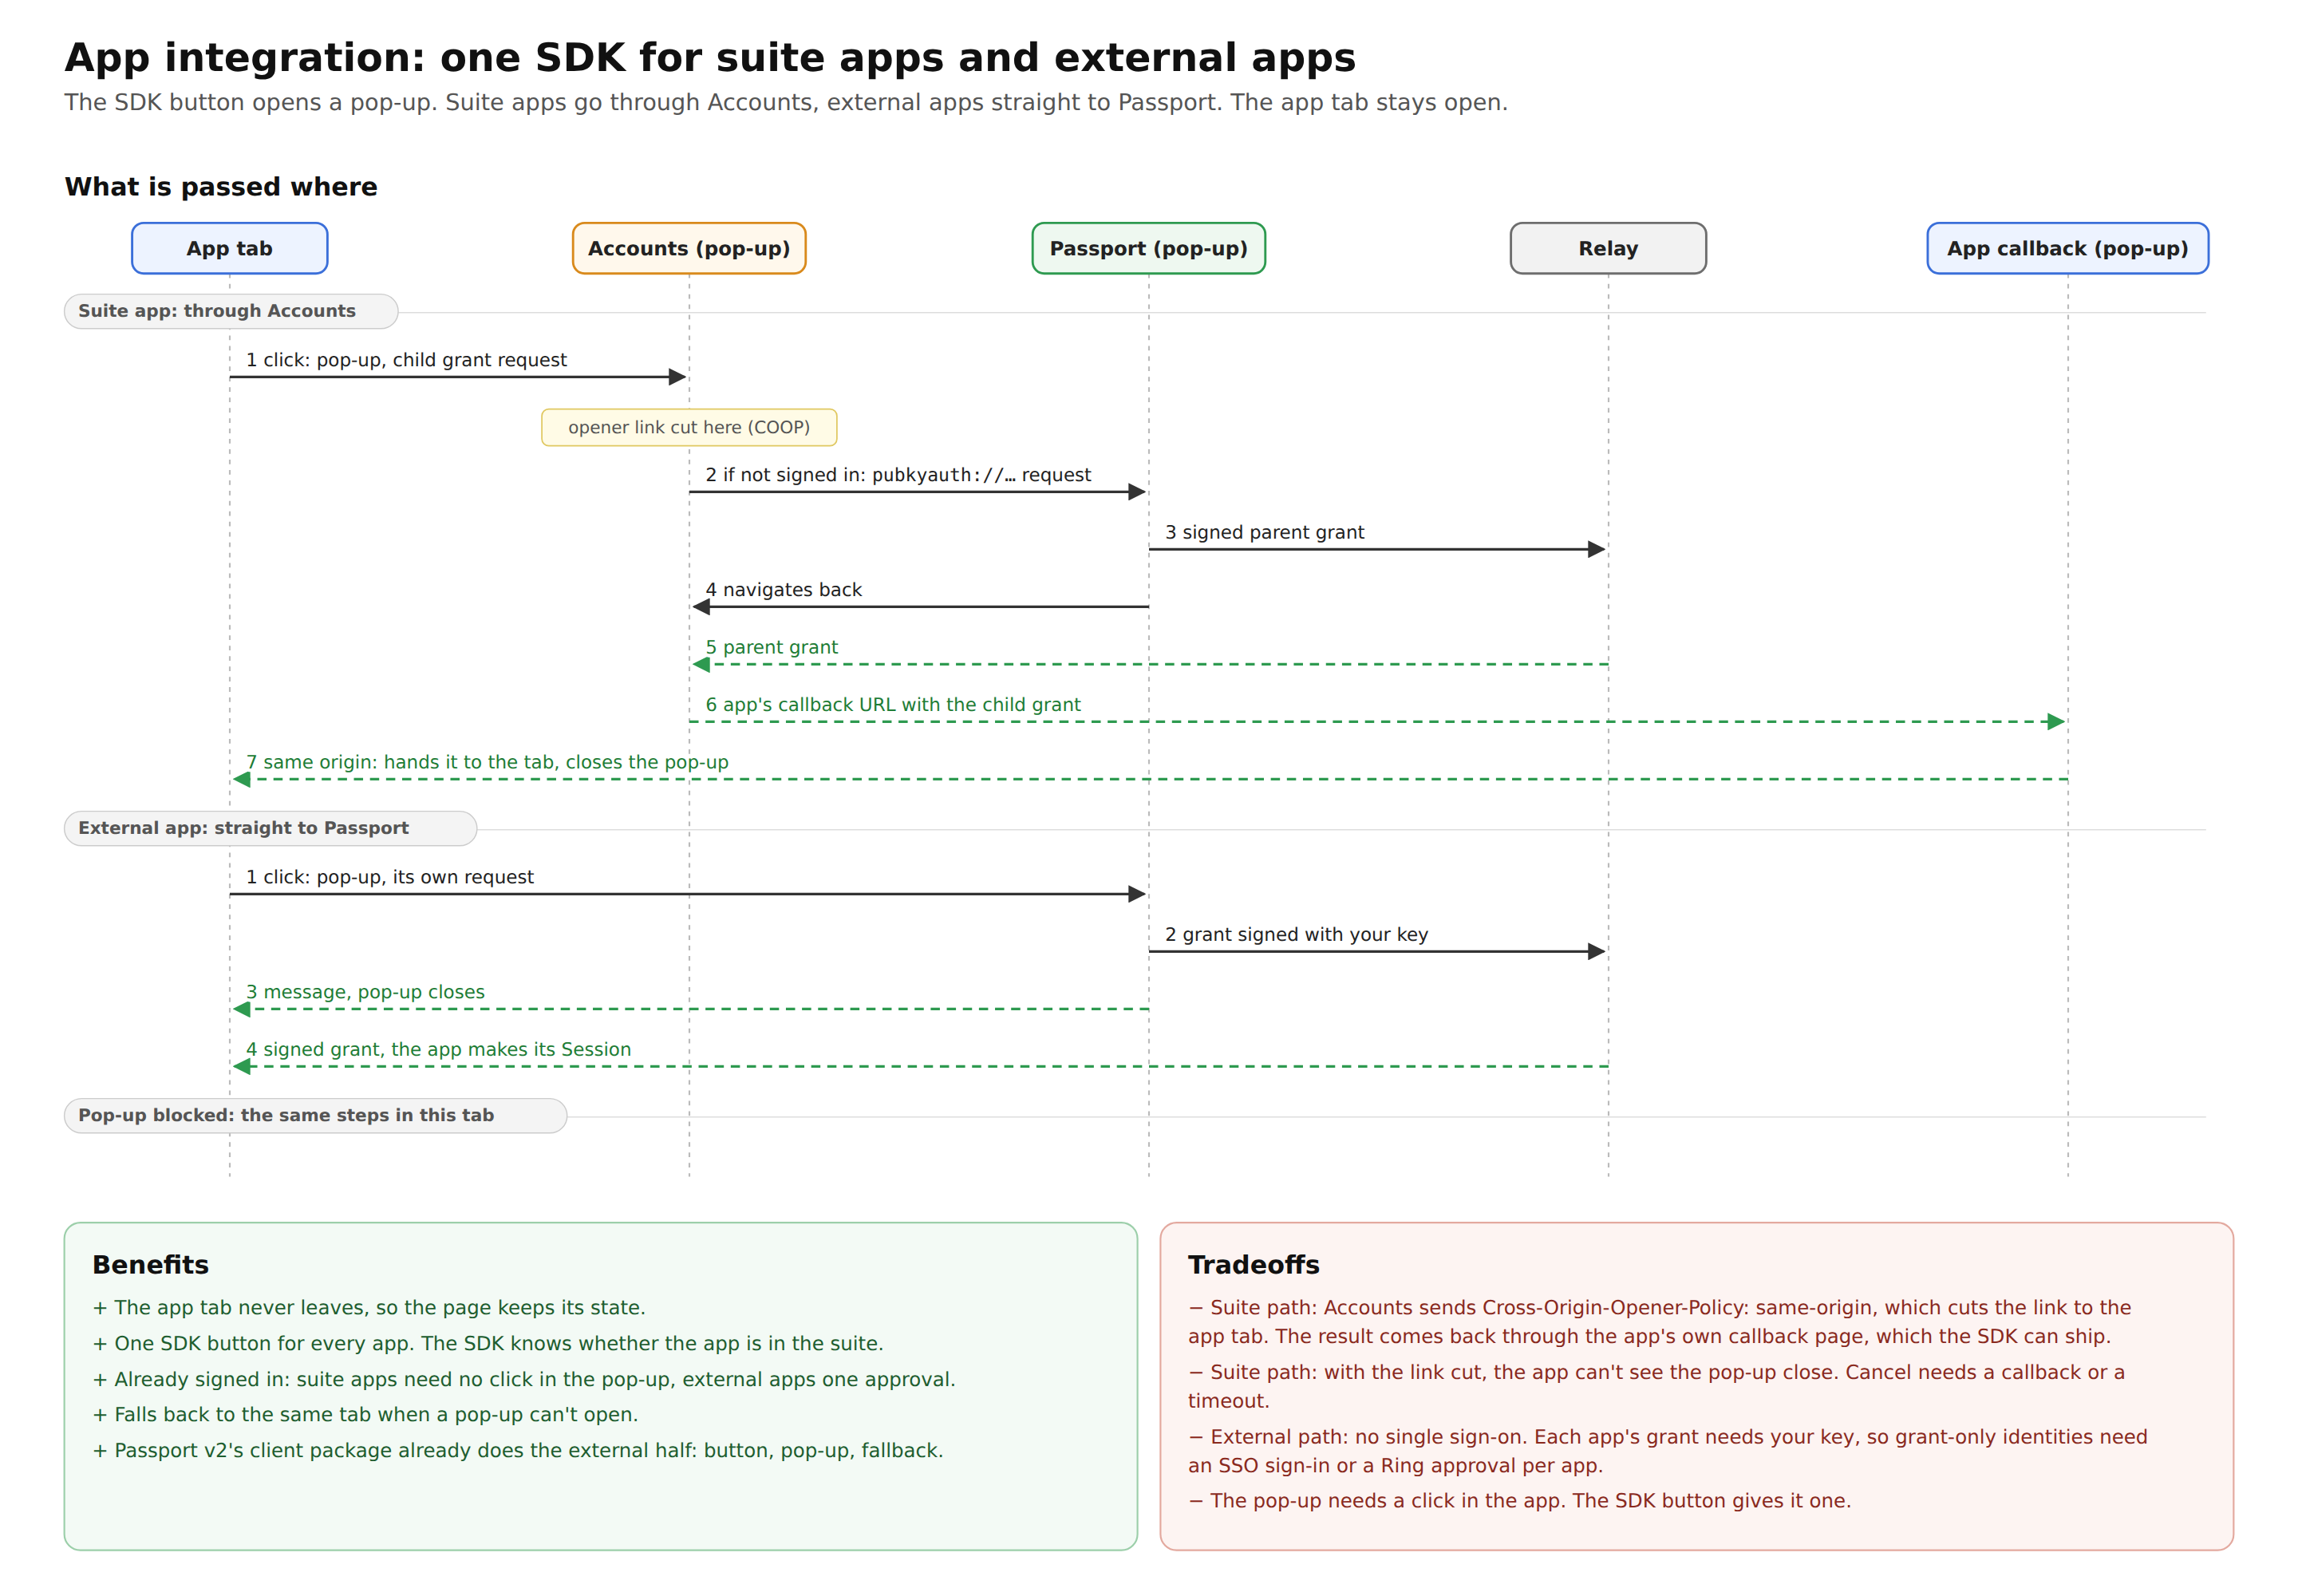 App integration: one SDK for suite apps and external apps
The SDK button opens a pop-up. Suite apps go through Accounts, external apps straight to Passport. The app tab stays open.
What is passed where
App tab
Accounts (pop-up)
Passport (pop-up)
Relay
App callback (pop-up)
Suite app: through Accounts
1 click: pop-up, child grant request
opener link cut here (COOP)
2 if not signed in: pubkyauth://… request
3 signed parent grant
4 navigates back
5 parent grant
6 app's callback URL with the child grant
7 same origin: hands it to the tab, closes the pop-up
External app: straight to Passport
1 click: pop-up, its own request
2 grant signed with your key
3 message, pop-up closes
4 signed grant, the app makes its Session
Pop-up blocked: the same steps in this tab
Benefits
+ The app tab never leaves, so the page keeps its state.
+ One SDK button for every app. The SDK knows whether the app is in the suite.
+ Already signed in: suite apps need no click in the pop-up, external apps one approval.
+ Falls back to the same tab when a pop-up can't open.
+ Passport v2's client package already does the external half: button, pop-up, fallback.
Tradeoffs
− Suite path: Accounts sends Cross-Origin-Opener-Policy: same-origin, which cuts the link to the
app tab. The result comes back through the app's own callback page, which the SDK can ship.
− Suite path: with the link cut, the app can't see the pop-up close. Cancel needs a callback or a
timeout.
− External path: no single sign-on. Each app's grant needs your key, so grant-only identities need
an SSO sign-in or a Ring approval per app.
− The pop-up needs a click in the app. The SDK button gives it one.